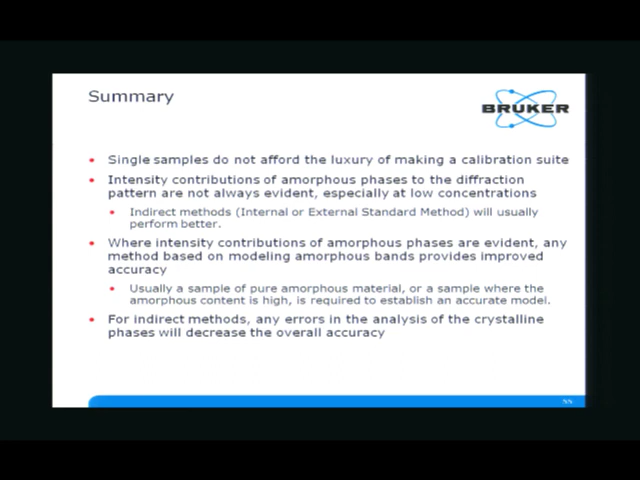 Summary
BRUKER
• Single samples do not afford the luxury of making a calibration suite
• Intensity contributions of amorphous phases to the diffraction
pattern are not always evident, especially at low concentrations
• Indirect methods (Internal or External Standard Method) will usually
perform better.
• Where intensity contributions of amorphous phases are evident, any
method based on modeling amorphous bands provides improved
accuracy
• Usually a sample of pure amorphous material, or a sample where the
amorphous content is high, is required to establish an accurate model.
• For indirect methods, any errors in the analysis of the crystalline
phases will decrease the overall accuracy